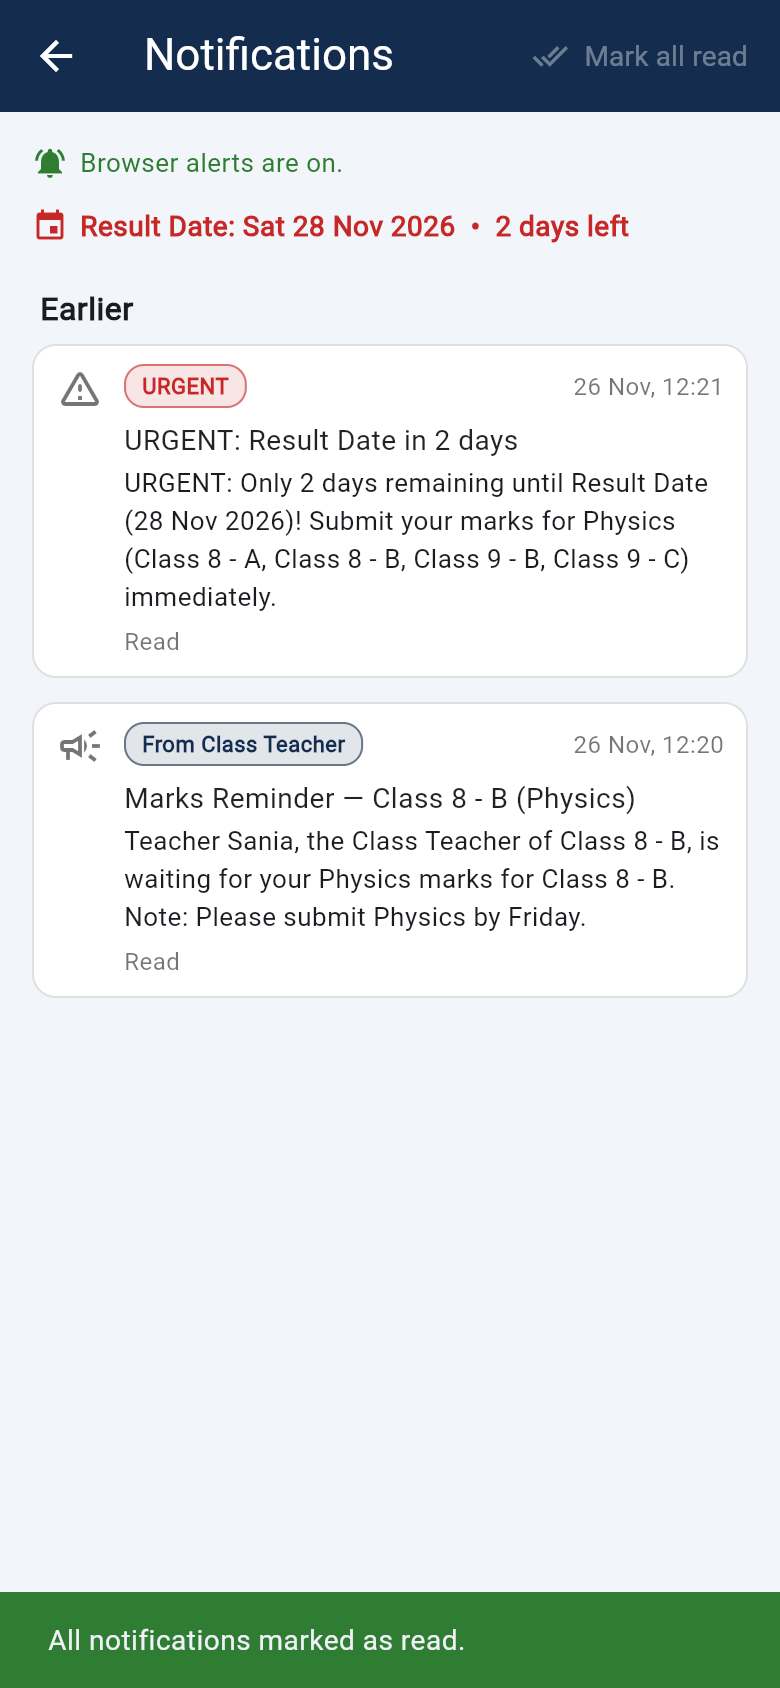 Notifications
Mark all read
Browser alerts are on.
Result Date: Sat 28 Nov 2026 • 2 days left
Earlier
URGENT
26 Nov, 12:21
URGENT: Result Date in 2 days
URGENT: Only 2 days remaining until Result Date
(28 Nov 2026)! Submit your marks for Physics
(Class 8 - A, Class 8 - B, Class 9 - B, Class 9 - C)
immediately.
Read
From Class Teacher
26 Nov, 12:20
Marks Reminder — Class 8 - B (Physics)
Teacher Sania, the Class Teacher of Class 8 - B, is
waiting for your Physics marks for Class 8 - B.
Note: Please submit Physics by Friday.
Read
All notifications marked as read.